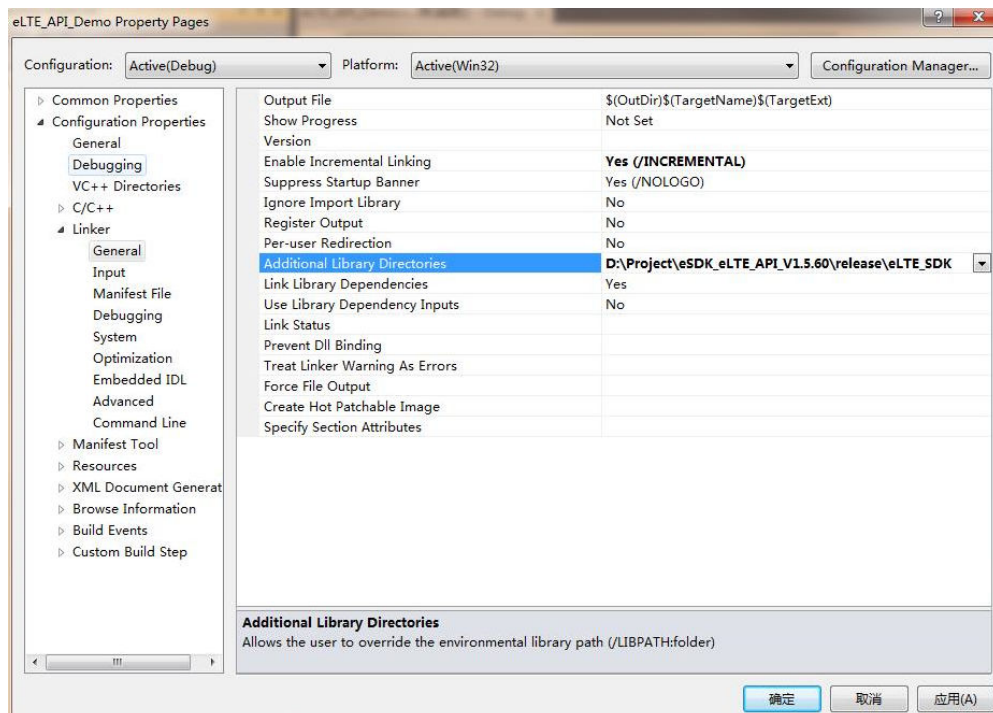 eLTE_API_Demo Property Pages
Configuration: Active(Debug) Platform: Active(Win32) Configuration Manager...
Common Properties
Configuration Properties
General
Debugging
VC++ Directories
C/C++
Linker
General
Input
Manifest File
Debugging
System
Optimization
Embedded IDL
Advanced
Command Line
Manifest Tool
Resources
XML Document Generat
Browse Information
Build Events
Custom Build Step
Output File $(OutDir)$(TargetName)$(TargetExt)
Show Progress Not Set
Version
Enable Incremental Linking Yes (/INCREMENTAL)
Suppress Startup Banner Yes (/NOLOGO)
Ignore Import Library No
Register Output No
Per-user Redirection No
Additional Library Directories D:\Project\eSDK_eLTE_API_V1.5.60\release\eLTE_SDK
Link Library Dependencies Yes
Use Library Dependency Inputs No
Link Status
Prevent Dll Binding
Treat Linker Warning As Errors
Force File Output
Create Hot Patchable Image
Specify Section Attributes
Additional Library Directories
Allows the user to override the environmental library path (/LIBPATH:folder)
确定 取消 应用(A)